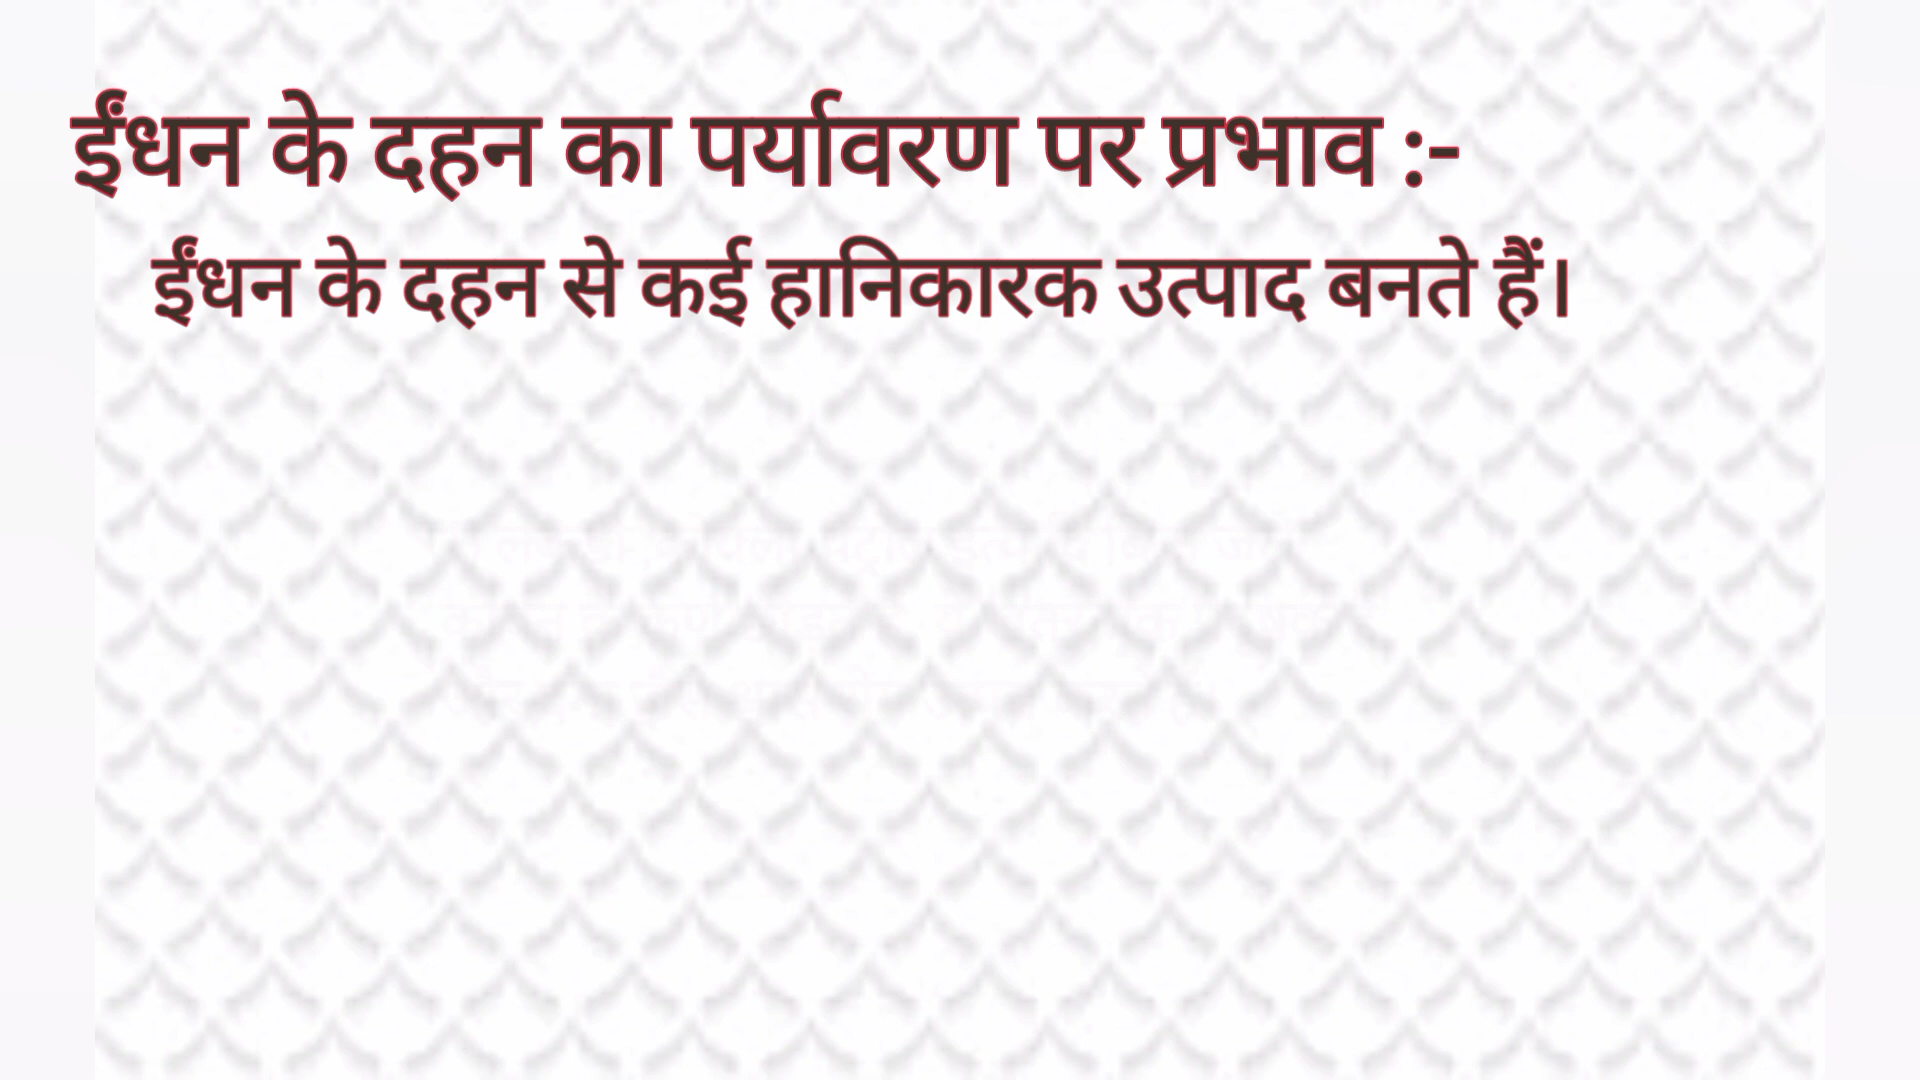 ईंधन के दहन का पर्यावरण पर प्रभाव :-
ईंधन के दहन से कई हानिकारक उत्पाद बनते हैं।